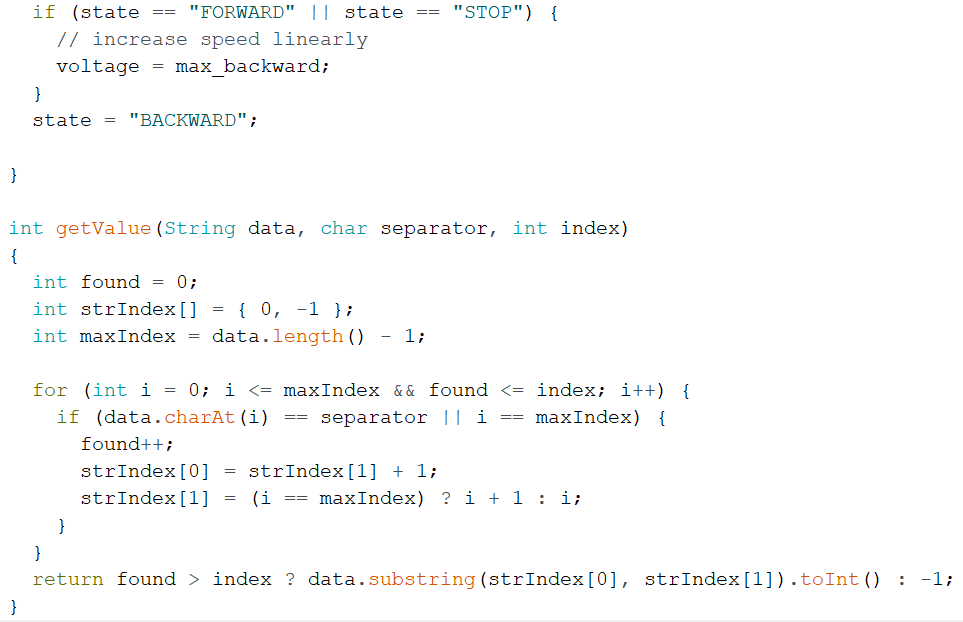 if (state == "FORWARD" || state == "STOP") {
// increase speed linearly
voltage = max_backward;
}
state = "BACKWARD";
}
int getValue(String data, char separator, int index)
{
int found = 0;
int strIndex[] = { 0, -1 };
int maxIndex = data.length() - 1;
for (int i = 0; i <= maxIndex && found <= index; i++) {
if (data.charAt(i) == separator || i == maxIndex) {
found++;
strIndex[0] = strIndex[1] + 1;
strIndex[1] = (i == maxIndex) ? i + 1 : i;
}
}
return found > index ? data.substring(strIndex[0], strIndex[1]).toInt() : -1;
}